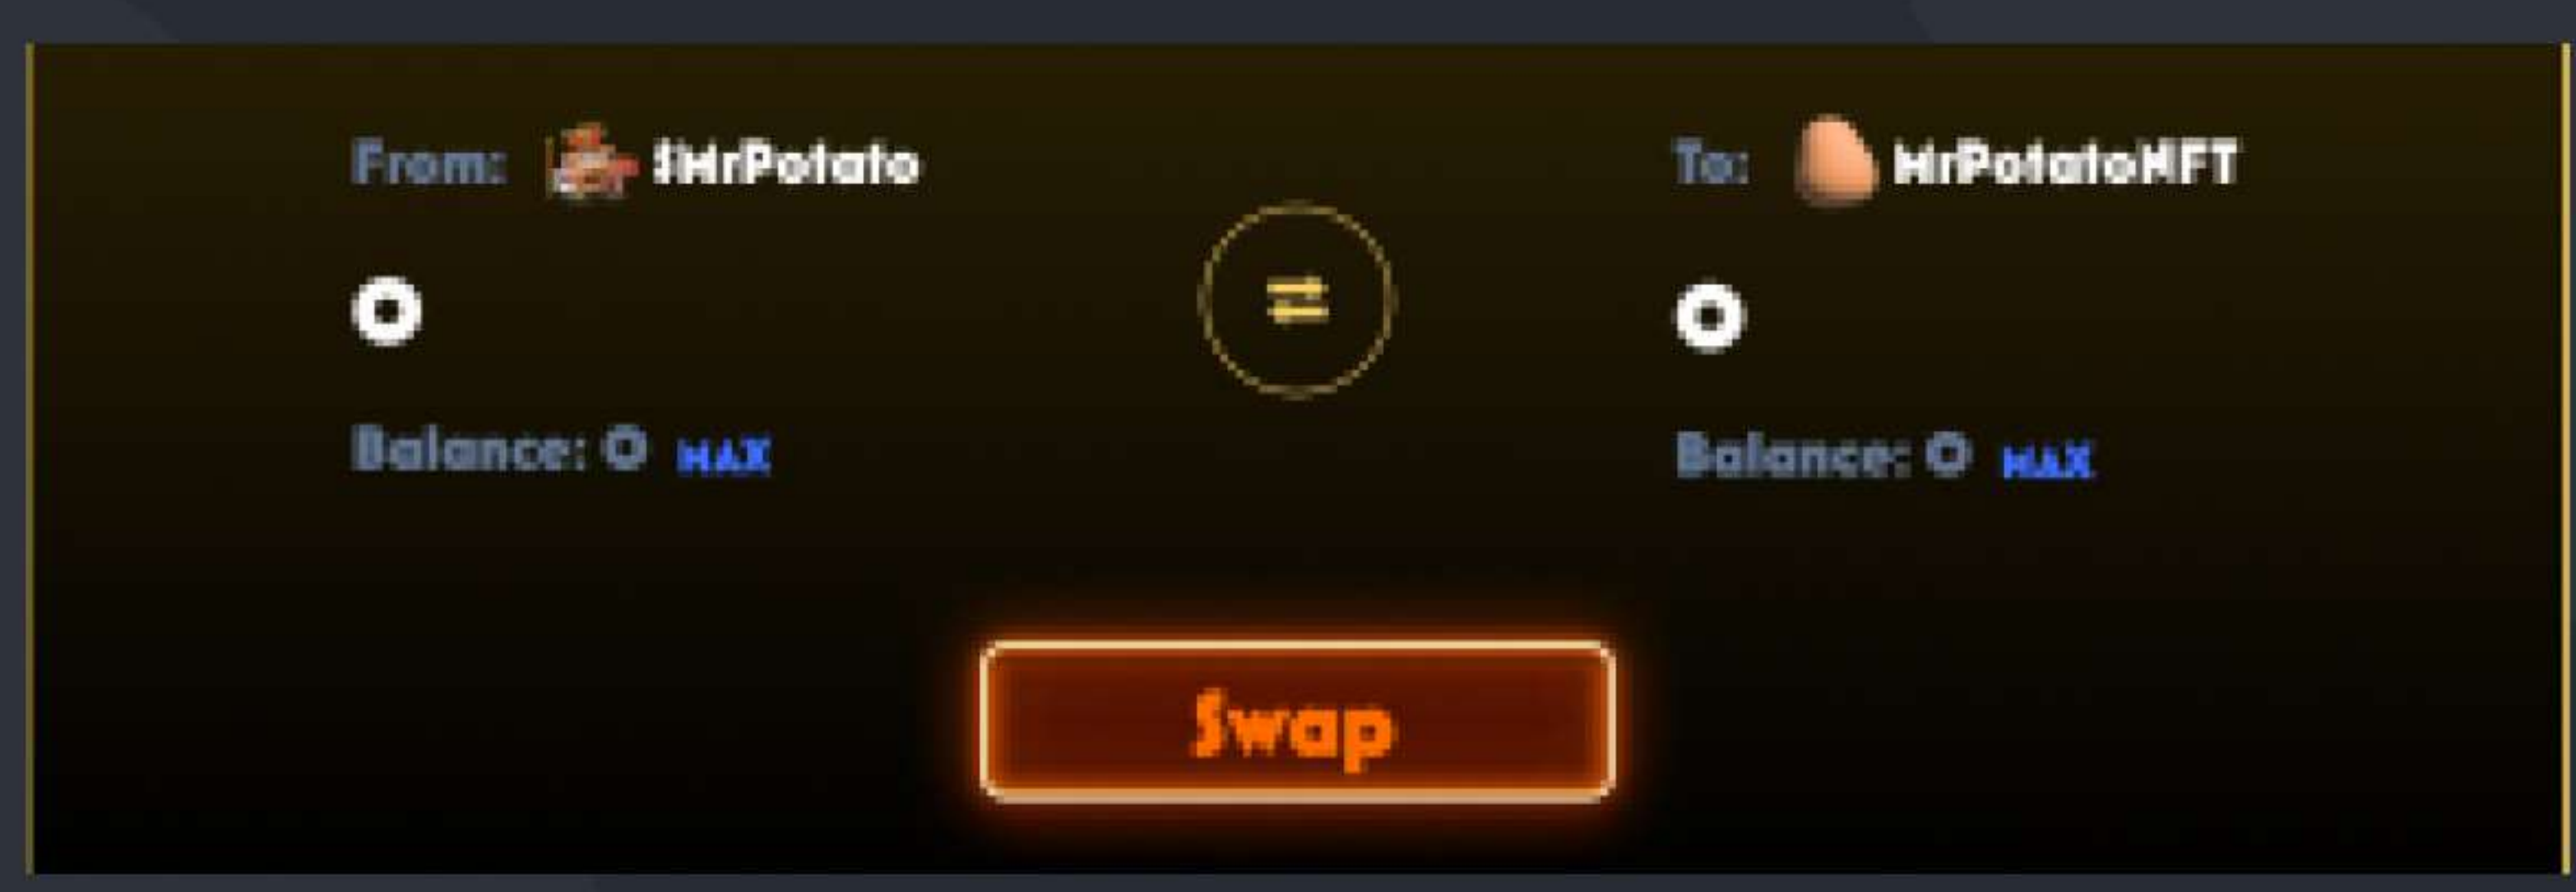 From: $MrPotato
0
Balance: 0 MAX
To: MrPotatoNFT
0
Balance: 0 MAX
Swap